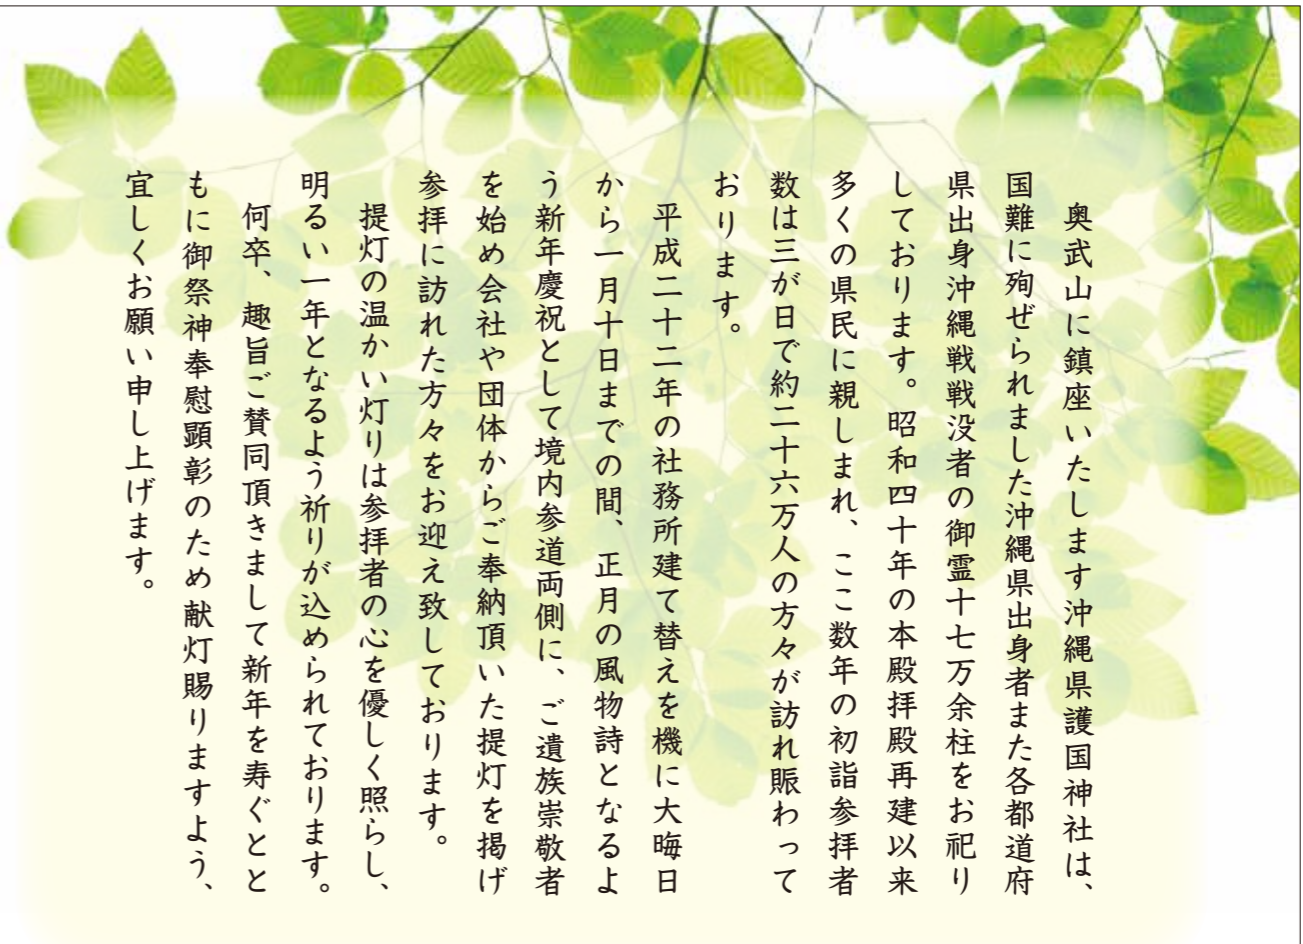 奥武山に鎮座いたします沖縄県護国神社は、
国難に殉ぜられました沖縄県出身者また各都道府
県出身沖縄戦戦没者の御霊十七万余柱をお祀り
しております。昭和四十年の本殿拝殿再建以来
多くの県民に親しまれ、ここ数年の初詣参拝者
数は三が日で約二十六万人の方々が訪れ賑わって
おります。
平成二十二年の社務所建て替えを機に大晦日
から一月十日までの間、正月の風物詩となるよ
う新年慶祝として境内参道両側に、ご遺族崇敬者
を始め会社や団体からご奉納頂いた提灯を掲げ
参拝に訪れた方々をお迎え致しております。
提灯の温かい灯りは参拝者の心を優しく照らし、
明るい一年となるよう祈りが込められております。
何卒、趣旨ご賛同頂きまして新年を寿ぐとと
もに御祭神奉慰顕彰のため献灯賜りますよう、
宜しくお願い申し上げます。